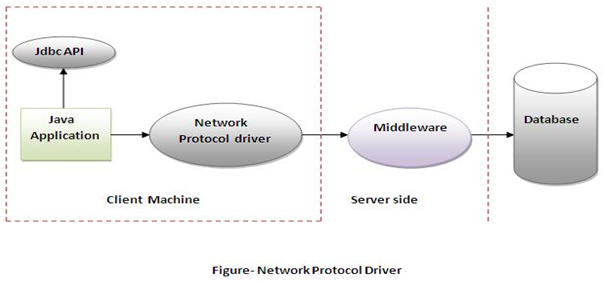 Jdbc API
Java
Application
Network
Protocol driver
Middleware
Database
Client Machine
Server side
Figure- Network Protocol Driver